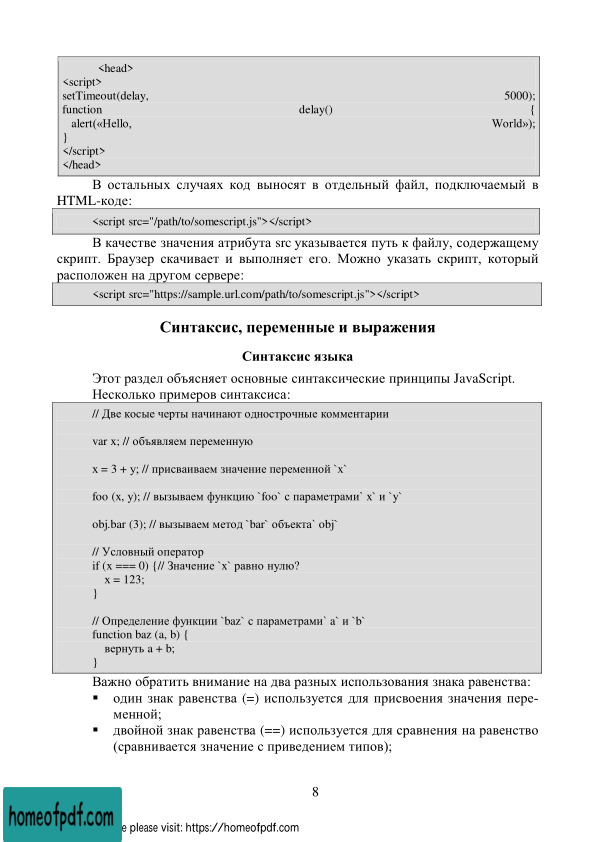 <head>
<script>
setTimeout(delay, 5000);
function delay() {
alert(«Hello, World»);
}
</script>
</head>
В остальных случаях код выносят в отдельный файл, подключаемый в
HTML-коде:
<script src="/path/to/somescript.js"></script>
В качестве значения атрибута src указывается путь к файлу, содержащему
скрипт. Браузер скачивает и выполняет его. Можно указать скрипт, который
расположен на другом сервере:
<script src="https://sample.url.com/path/to/somescript.js"></script>
Синтаксис, переменные и выражения
Синтаксис языка
Этот раздел объясняет основные синтаксические принципы JavaScript.
Несколько примеров синтаксиса:
// Две косые черты начинают однострочные комментарии
var x; // объявляем переменную
x = 3 + y; // присваиваем значение переменной `x`
foo (x, y); // вызываем функцию `foo` с параметрами` x` и `y`
obj.bar (3); // вызываем метод `bar` объекта` obj`
// Условный оператор
if (x === 0) {// Значение `x` равно нулю?
x = 123;
}
// Определение функции `baz` с параметрами` a` и `b`
function baz (a, b) {
вернуть a + b;
}
Важно обратить внимание на два разных использования знака равенства:
▪ один знак равенства (=) используется для присвоения значения пере-
менной;
▪ двойной знак равенства (==) используется для сравнения на равенство
(сравнивается значение с приведением типов);
8
homeofpdf.com
e please visit: https://homeofpdf.com